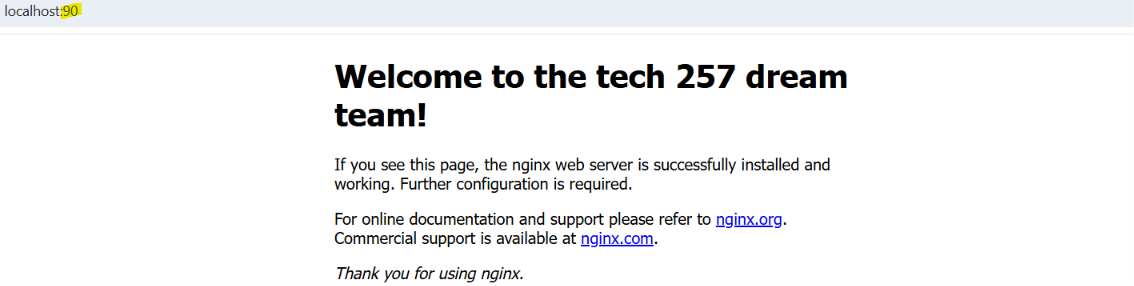 localhost:90
Welcome to the tech 257 dream
team!
If you see this page, the nginx web server is successfully installed and
working. Further configuration is required.
For online documentation and support please refer to nginx.org.
Commercial support is available at nginx.com.
Thank you for using nginx.